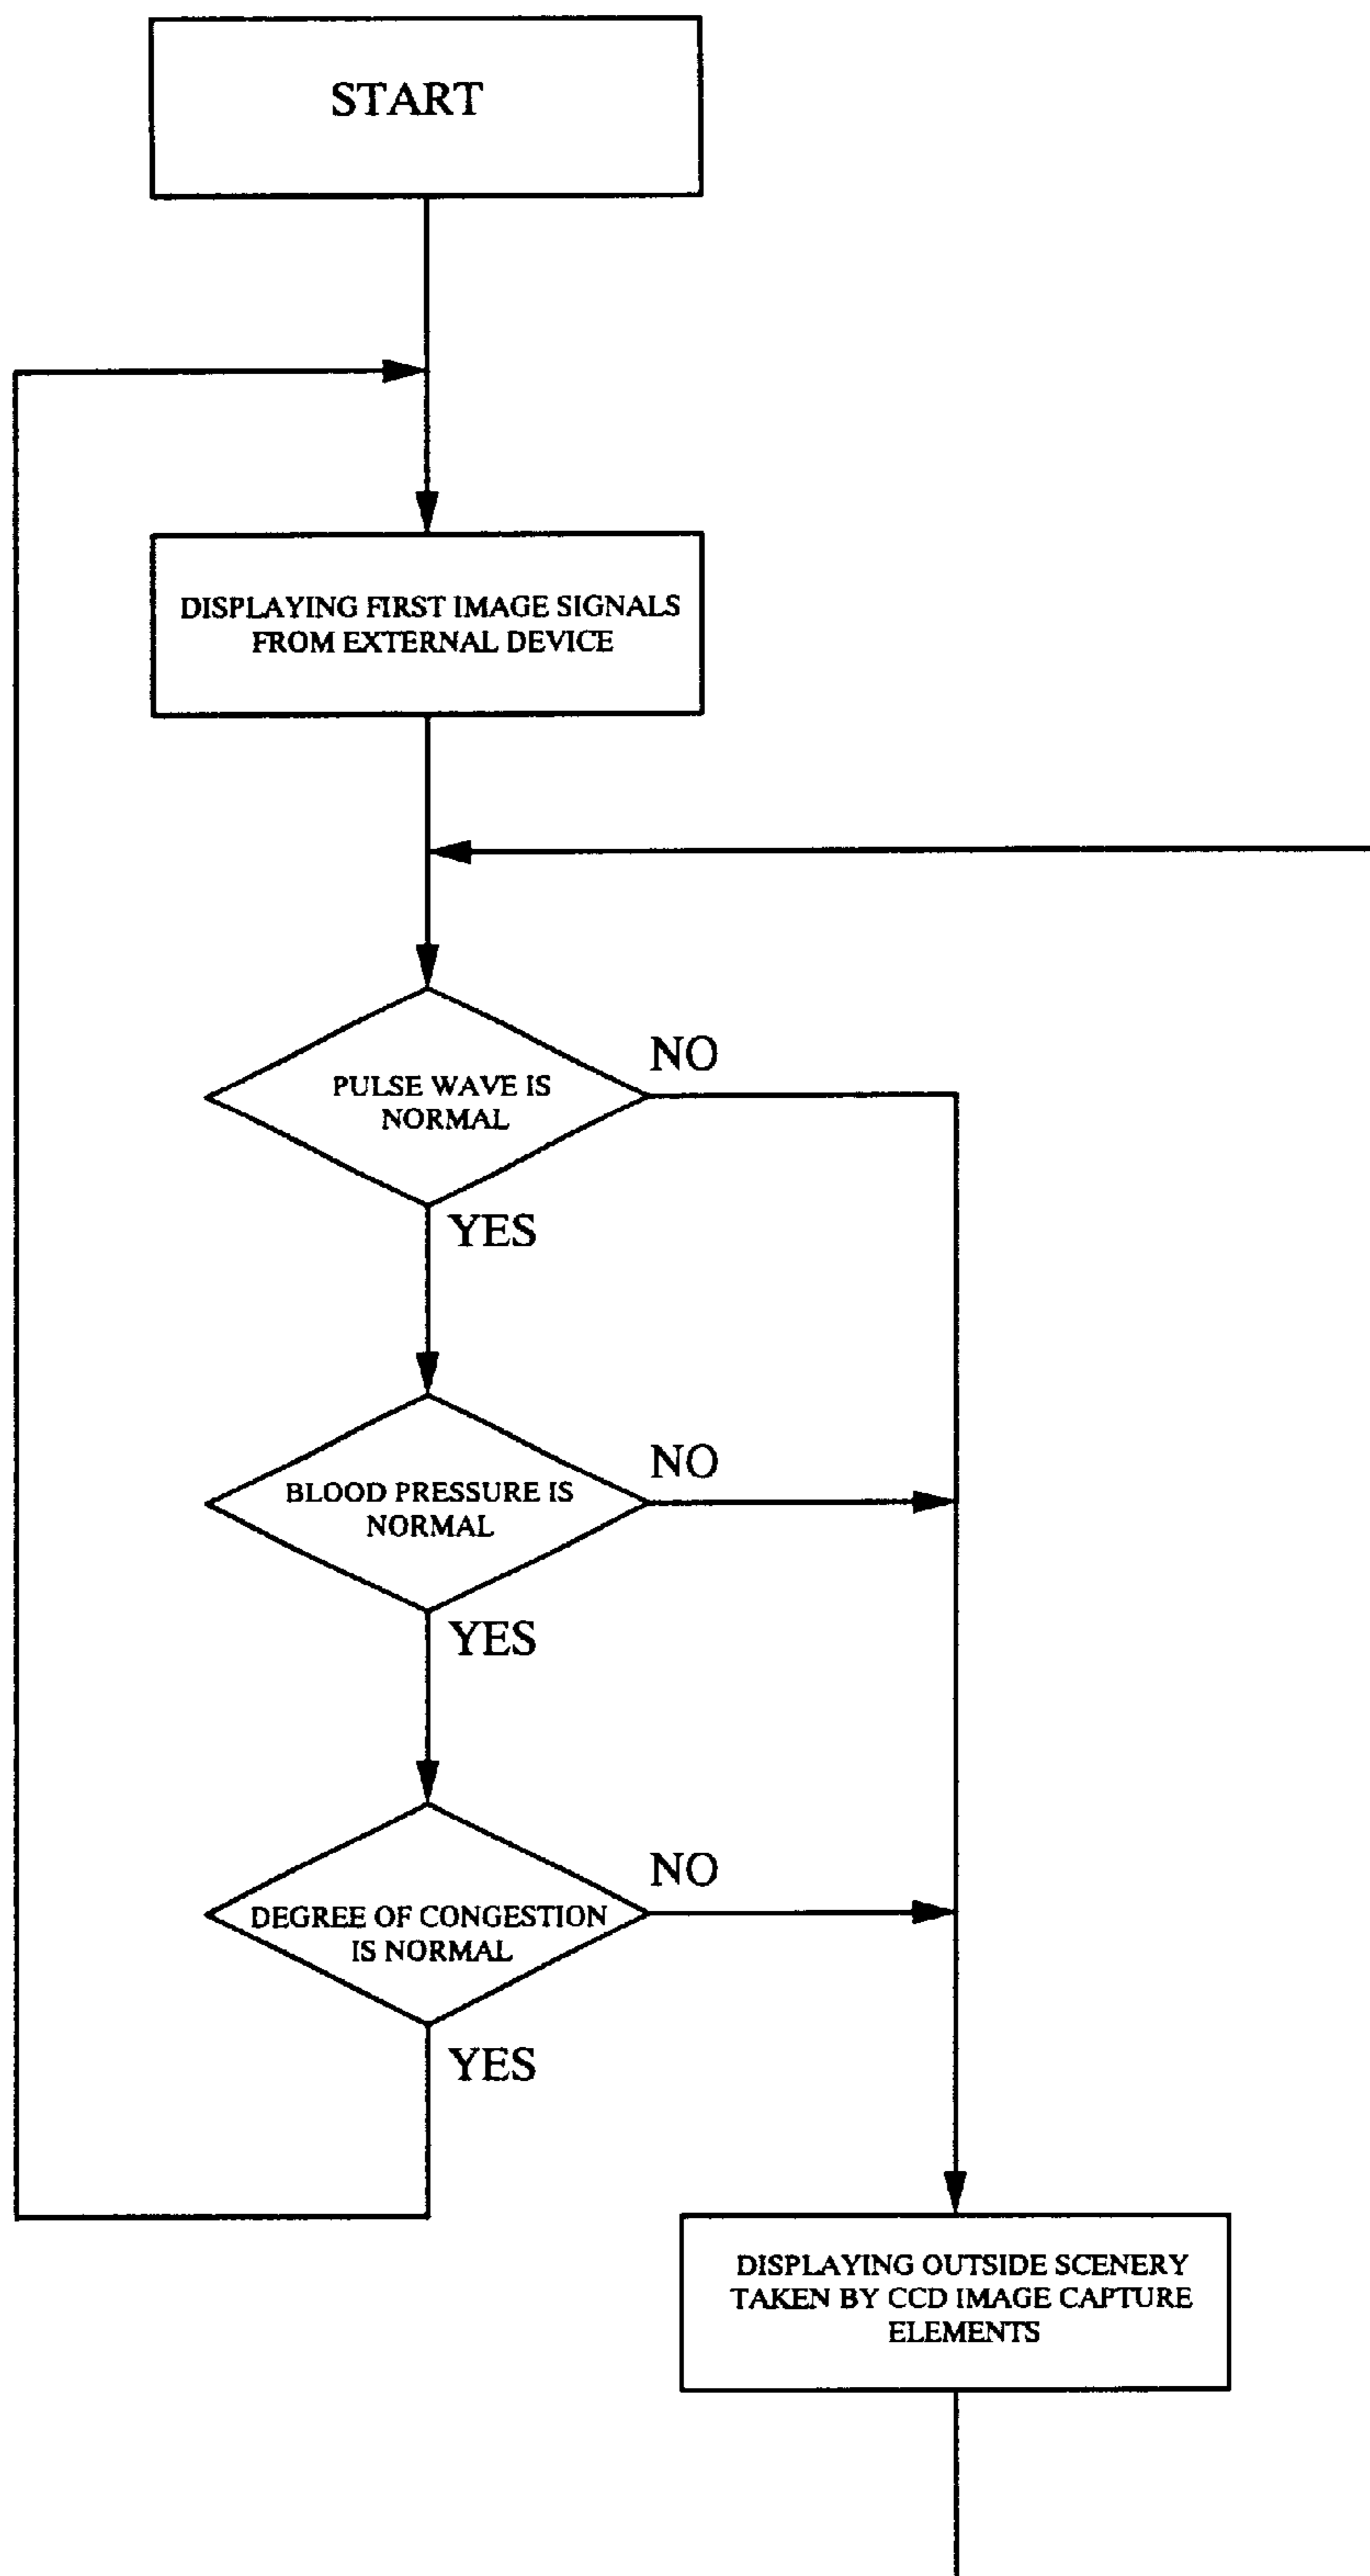 START
DISPLAYING FIRST IMAGE SIGNALS
FROM EXTERNAL DEVICE
NO
PULSE WAVE IS
NORMAL
YES
NO
BLOOD PRESSURE IS
NORMAL
YES
NO
DEGREE OF CONGESTION
IS NORMAL
YES
DISPLAYING OUTSIDE SCENERY
TAKEN BY CCD IMAGE CAPTURE
ELEMENTS